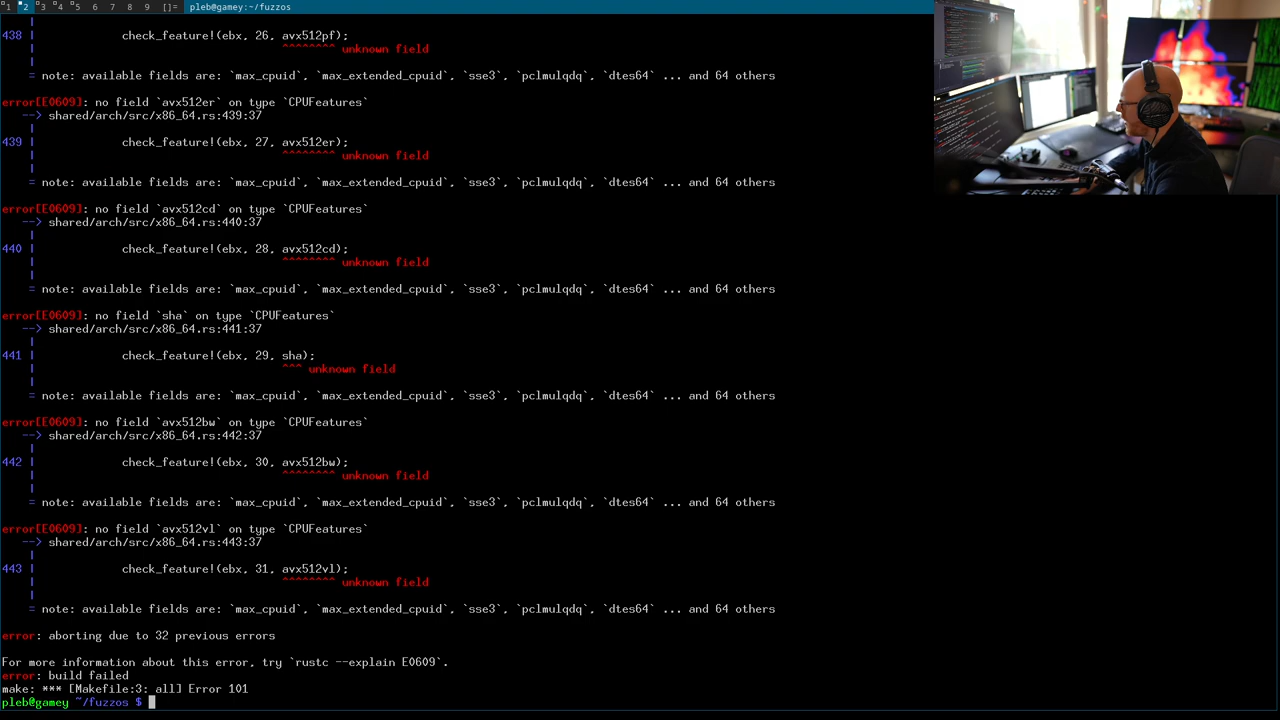 1 2 3 4 5 6 7 8 9 []= pleb@gamey:~/fuzzos
438 | check_feature!(ebx, 26, avx512pf);
| ^^^^^^^^ unknown field
|
= note: available fields are: `max_cpuid`, `max_extended_cpuid`, `sse3`, `pclmulqdq`, `dtes64` ... and 64 others
error[E0609]: no field `avx512er` on type `CPUFeatures`
--> shared/arch/src/x86_64.rs:439:37
|
439 | check_feature!(ebx, 27, avx512er);
| ^^^^^^^^ unknown field
|
= note: available fields are: `max_cpuid`, `max_extended_cpuid`, `sse3`, `pclmulqdq`, `dtes64` ... and 64 others
error[E0609]: no field `avx512cd` on type `CPUFeatures`
--> shared/arch/src/x86_64.rs:440:37
|
440 | check_feature!(ebx, 28, avx512cd);
| ^^^^^^^^ unknown field
|
= note: available fields are: `max_cpuid`, `max_extended_cpuid`, `sse3`, `pclmulqdq`, `dtes64` ... and 64 others
error[E0609]: no field `sha` on type `CPUFeatures`
--> shared/arch/src/x86_64.rs:441:37
|
441 | check_feature!(ebx, 29, sha);
| ^^^ unknown field
|
= note: available fields are: `max_cpuid`, `max_extended_cpuid`, `sse3`, `pclmulqdq`, `dtes64` ... and 64 others
error[E0609]: no field `avx512bw` on type `CPUFeatures`
--> shared/arch/src/x86_64.rs:442:37
|
442 | check_feature!(ebx, 30, avx512bw);
| ^^^^^^^^ unknown field
|
= note: available fields are: `max_cpuid`, `max_extended_cpuid`, `sse3`, `pclmulqdq`, `dtes64` ... and 64 others
error[E0609]: no field `avx512vl` on type `CPUFeatures`
--> shared/arch/src/x86_64.rs:443:37
|
443 | check_feature!(ebx, 31, avx512vl);
| ^^^^^^^^ unknown field
|
= note: available fields are: `max_cpuid`, `max_extended_cpuid`, `sse3`, `pclmulqdq`, `dtes64` ... and 64 others
error: aborting due to 32 previous errors
For more information about this error, try `rustc --explain E0609`.
error: build failed
make: *** [Makefile:3: all] Error 101
pleb@gamey ~/fuzzos $